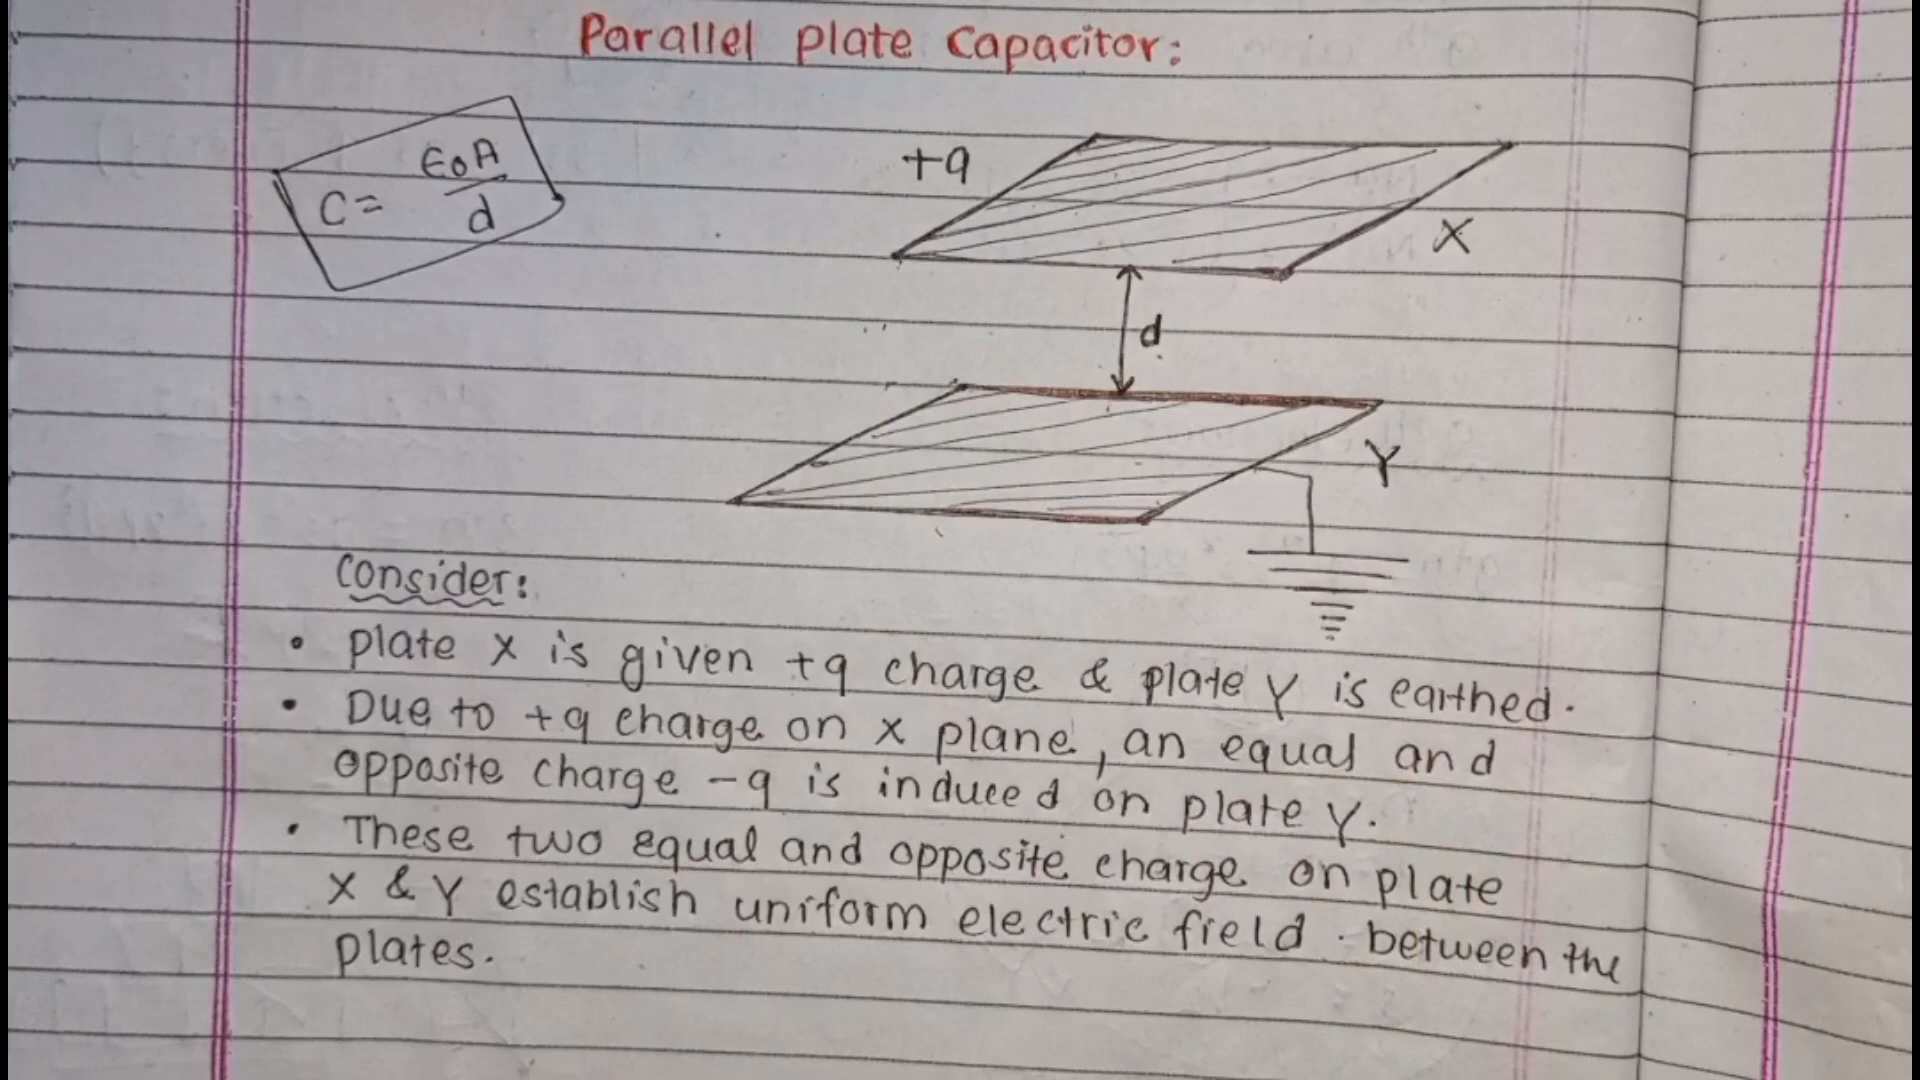 Parallel plate Capacitor:
C = ε0A/d
+q
X
d
Y
Consider:
• plate X is given +q charge & plate Y is earthed.
• Due to +q charge on X plane, an equal and
opposite charge -q is induced on plate Y.
• These two equal and opposite charge on plate
X & Y establish uniform electric field . between the
plates.